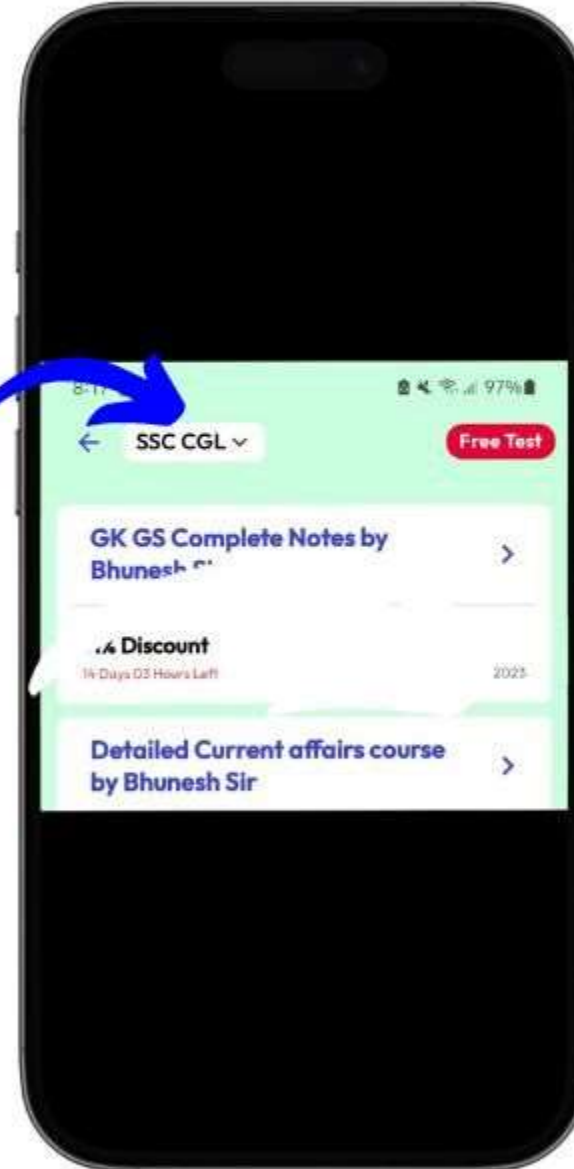 97%
SSC CGL
Free Test
GK GS Complete Notes by
Bhunesh
% Discount
14 Days 03 Hours Left
2023
Detailed Current affairs course
by Bhunesh Sir